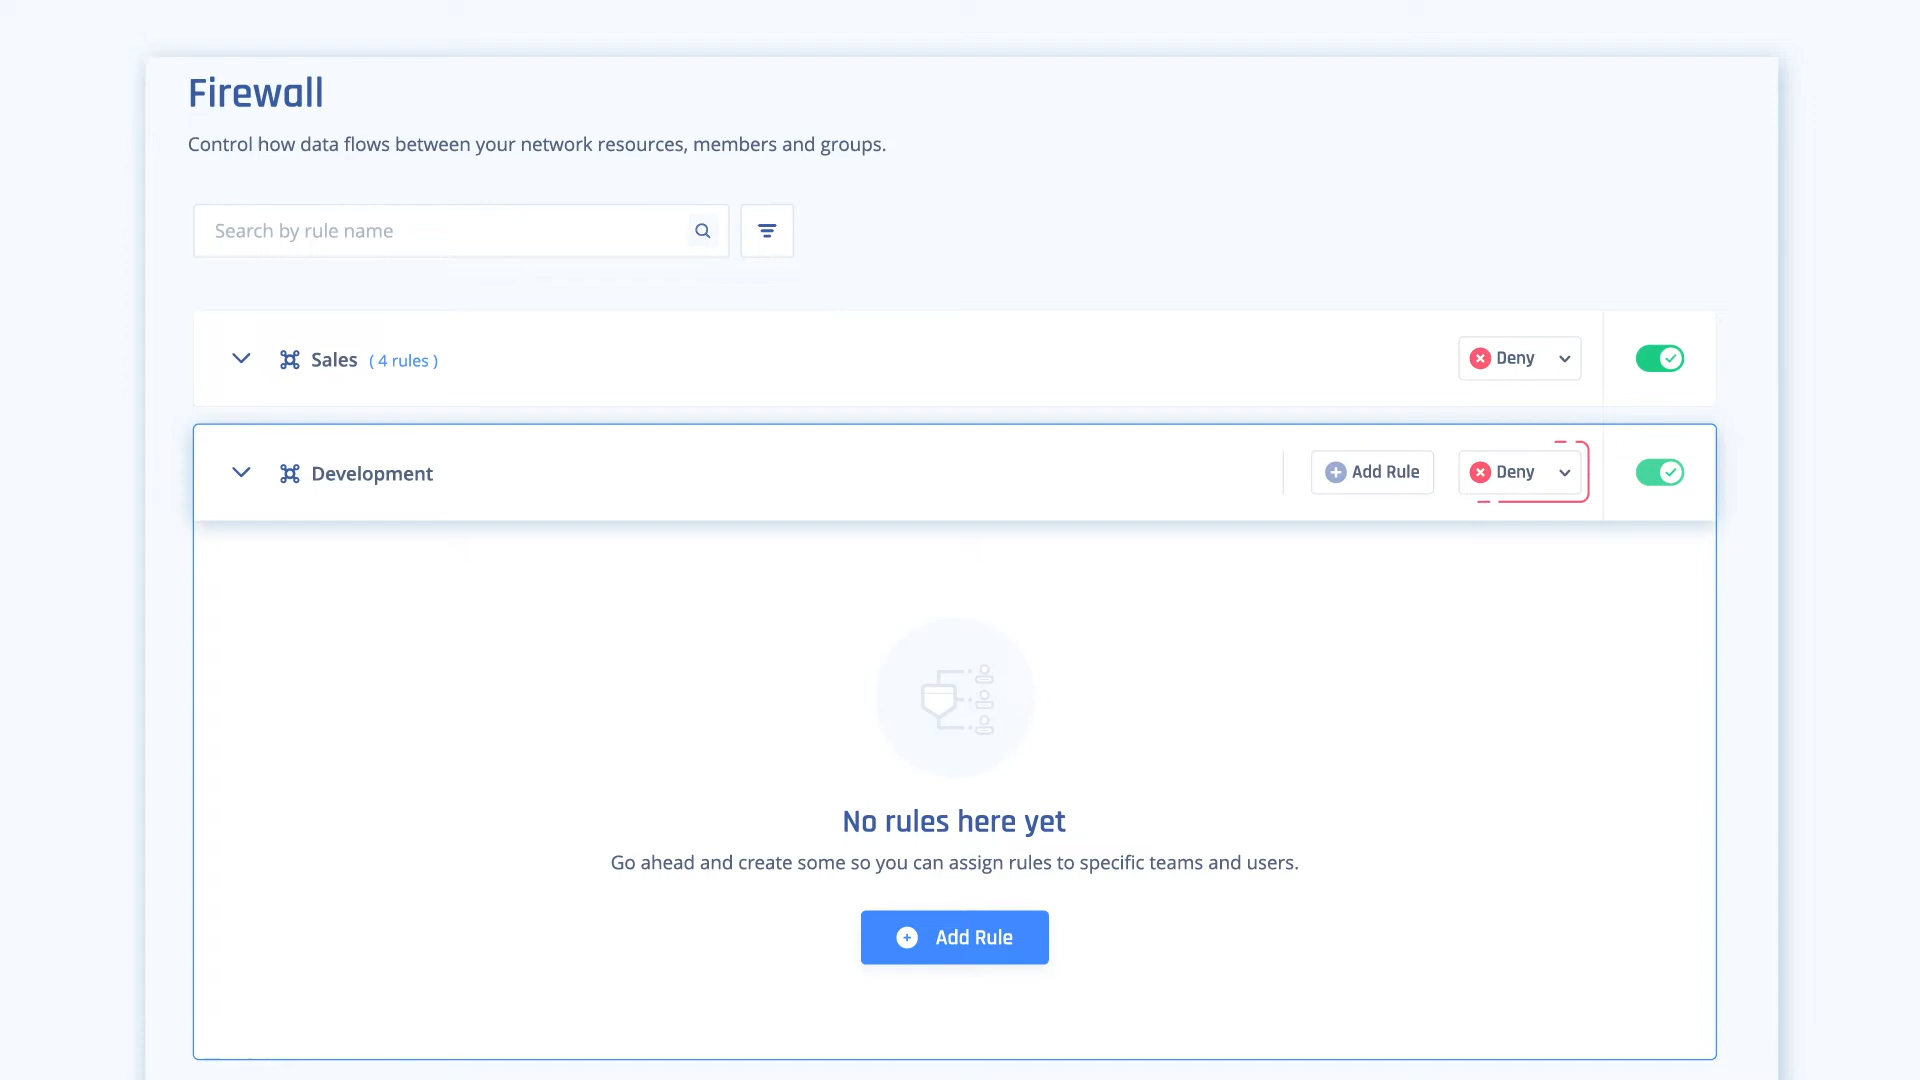 Firewall
Control how data flows between your network resources, members and groups.
Search by rule name
Sales ( 4 rules ) Deny
Development Add Rule Deny
No rules here yet
Go ahead and create some so you can assign rules to specific teams and users.
Add Rule